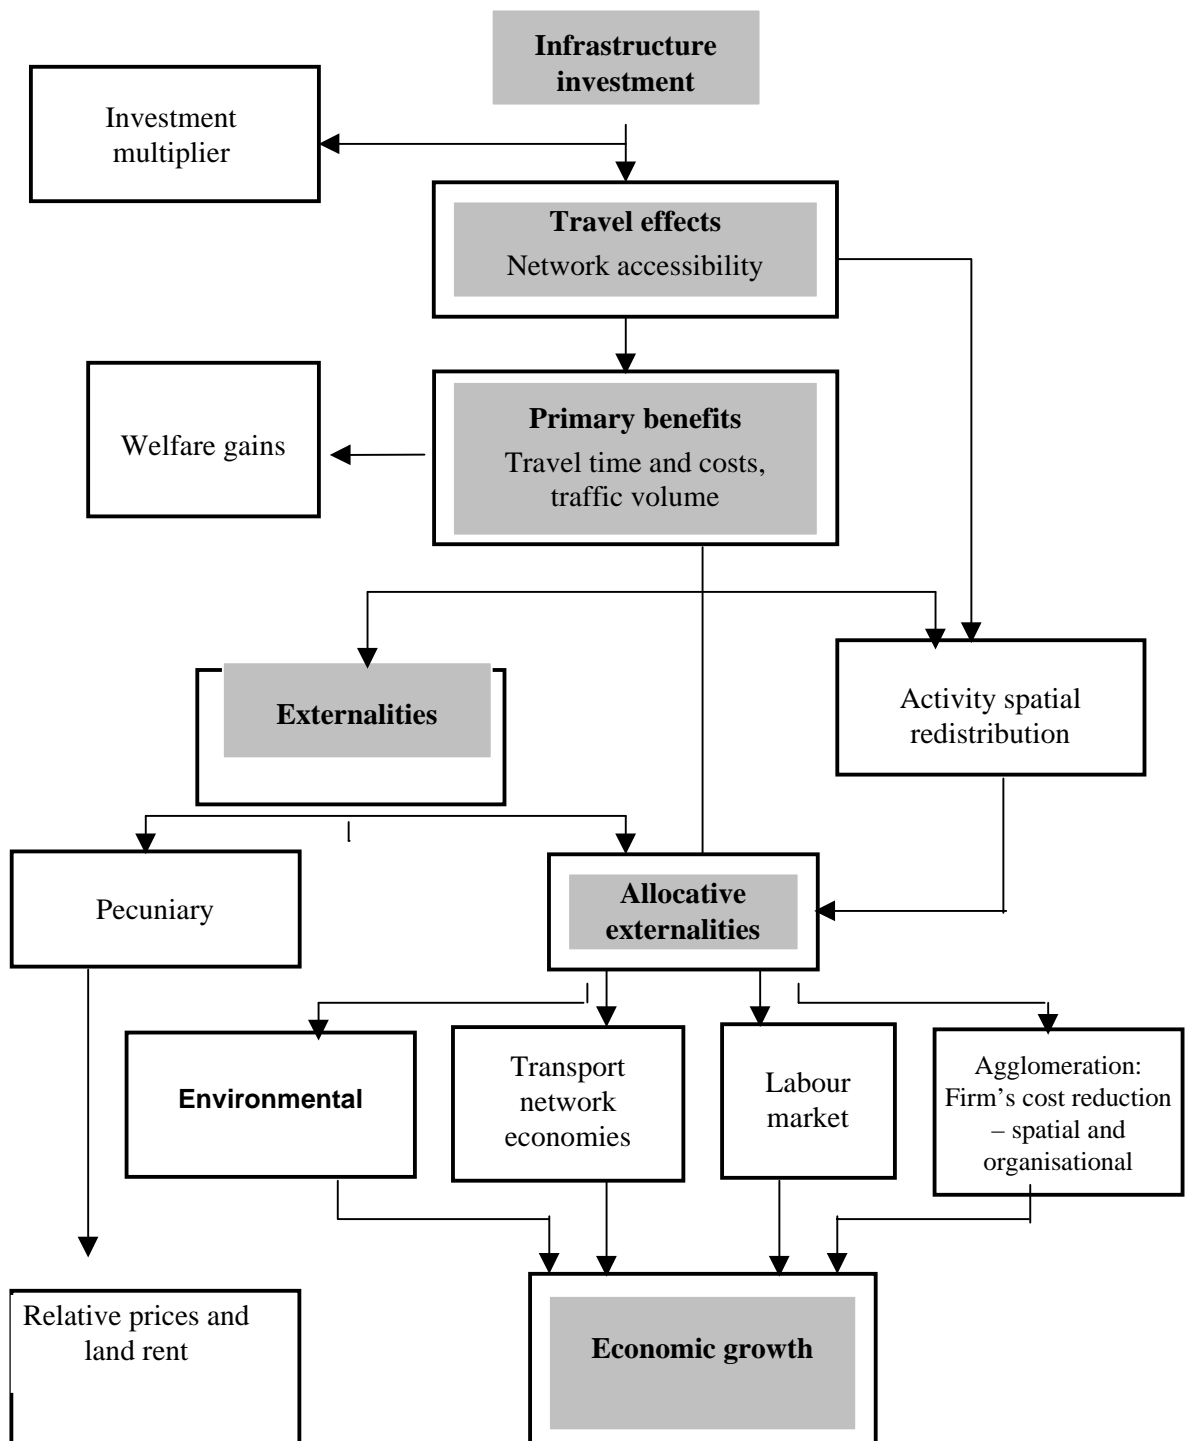 Infrastructure
investment
Investment
multiplier
Travel effects
Network accessibility
Primary benefits
Travel time and costs,
traffic volume
Welfare gains
Externalities
Activity spatial
redistribution
Pecuniary
Allocative
externalities
Environmental
Transport
network
economies
Labour
market
Agglomeration:
Firm’s cost reduction
– spatial and
organisational
Relative prices and
land rent
Economic growth